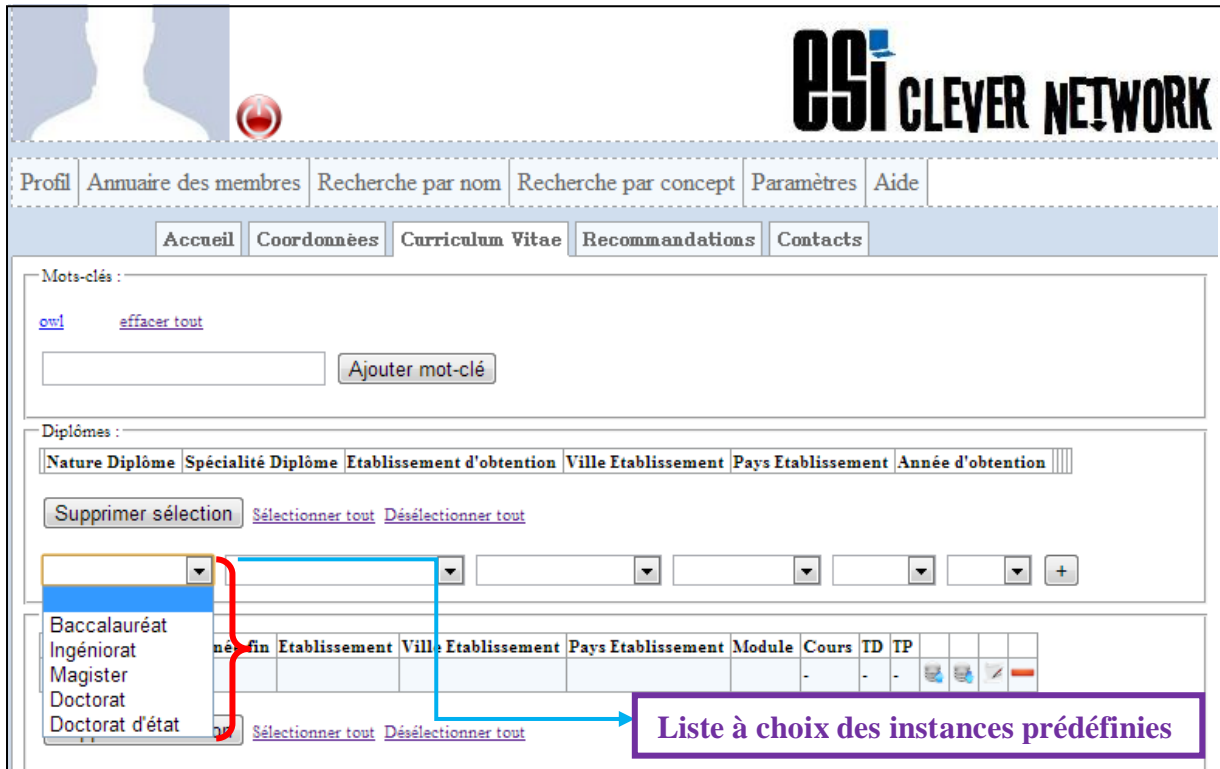 esi CLEVER NETWORK
Profil Annuaire des membres Recherche par nom Recherche par concept Paramètres Aide
Accueil Coordonnèes Curriculum Vitae Recommandations Contacts
Mots-clés :
owl effacer tout
Ajouter mot-clé
Diplômes :
Nature Diplôme Spécialité Diplôme Etablissement d'obtention Ville Etablissement Pays Etablissement Année d'obtention
Supprimer sélection Sélectionner tout Désélectionner tout
+
Baccalauréat
Ingéniorat
Magister
Doctorat
Doctorat d'état
fin Etablissement Ville Etablissement Pays Etablissement Module Cours TD TP
- - -
Sélectionner tout Désélectionner tout
Liste à choix des instances prédéfinies